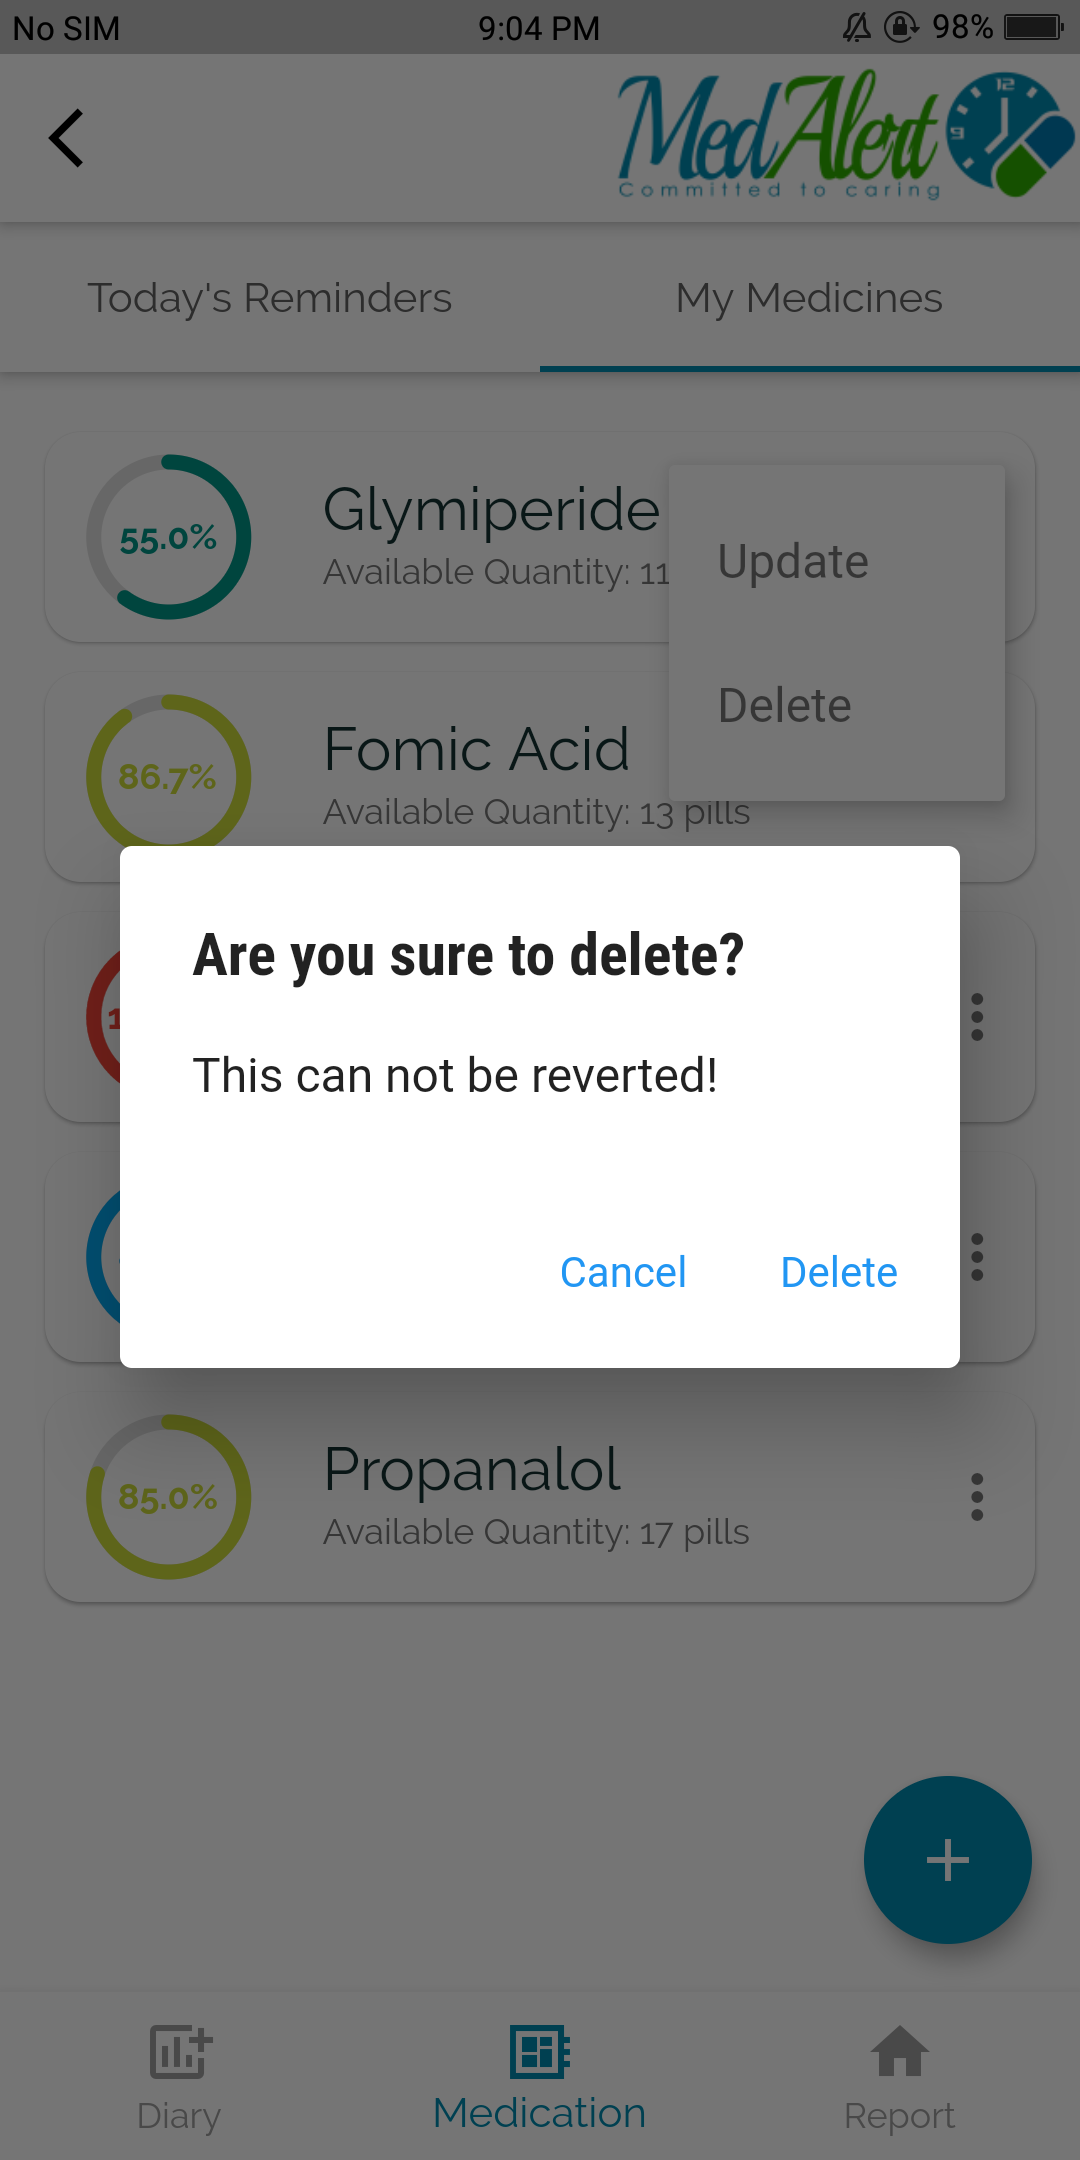 No SIM 9:04 PM 98%
MedAlert
Committed to caring
12
9
Today's Reminders My Medicines
55.0%
Glymiperide
Available Quantity: 11
Update
Delete
86.7%
Fomic Acid
Available Quantity: 13 pills
Are you sure to delete?
This can not be reverted!
Cancel Delete
85.0%
Propanalol
Available Quantity: 17 pills
Diary Medication Report